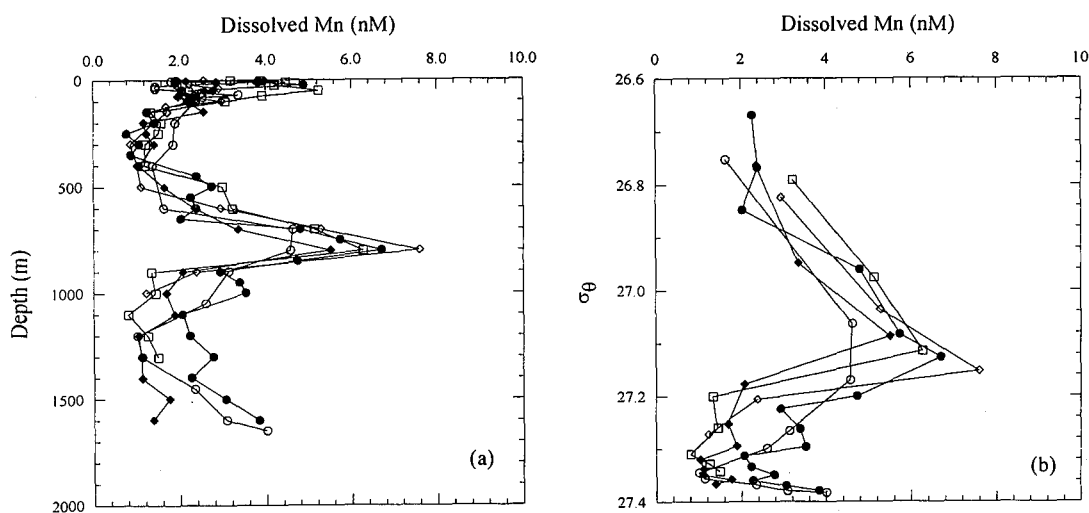 Dissolved Mn (nM)
0.0 2.0 4.0 6.0 8.0 10.0
0
500
1000
1500
2000
Depth (m)
(a)
Dissolved Mn (nM)
0 2 4 6 8 10
26.6
26.8
27.0
27.2
27.4
σθ
(b)